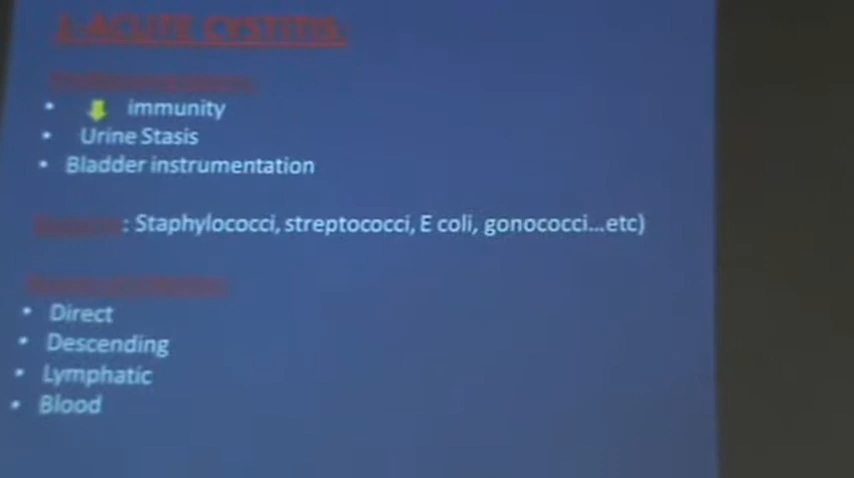 1-ACUTE CYSTITIS:
• immunity
• Urine Stasis
• Bladder instrumentation
: Staphylococci, streptococci, E coli, gonococci...etc)
• Direct
• Descending
• Lymphatic
• Blood